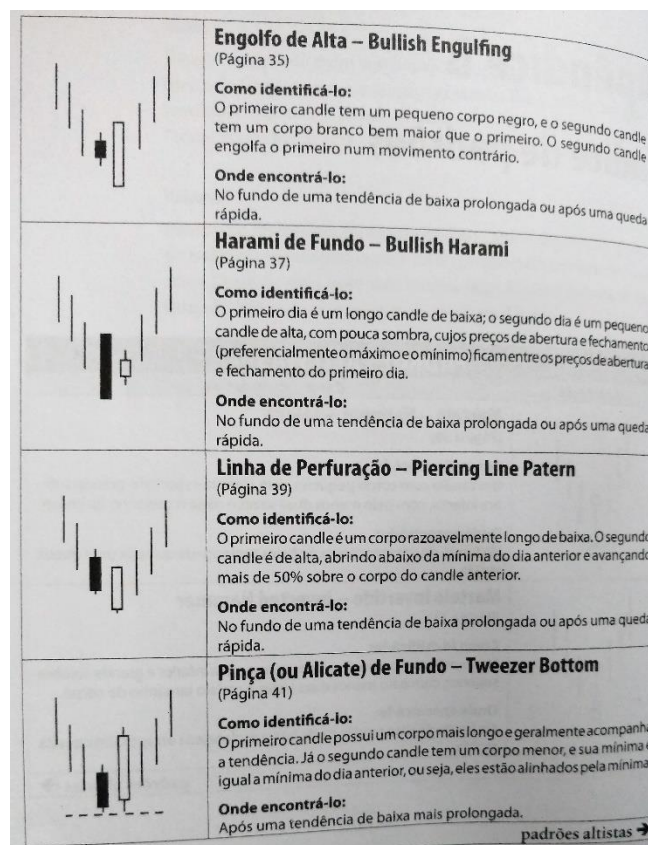 Engolfo de Alta – Bullish Engulfing
(Página 35)
Como identificá-lo:
O primeiro candle tem um pequeno corpo negro, e o segundo candle
tem um corpo branco bem maior que o primeiro. O segundo candle
engolfa o primeiro num movimento contrário.
Onde encontrá-lo:
No fundo de uma tendência de baixa prolongada ou após uma queda
rápida.
Harami de Fundo – Bullish Harami
(Página 37)
Como identificá-lo:
O primeiro dia é um longo candle de baixa; o segundo dia é um pequeno
candle de alta, com pouca sombra, cujos preços de abertura e fechamento
(preferencialmente o máximo e o mínimo) ficam entre os preços de abertura
e fechamento do primeiro dia.
Onde encontrá-lo:
No fundo de uma tendência de baixa prolongada ou após uma queda
rápida.
Linha de Perfuração – Piercing Line Patern
(Página 39)
Como identificá-lo:
O primeiro candle é um corpo razoavelmente longo de baixa. O segundo
candle é de alta, abrindo abaixo da mínima do dia anterior e avançando
mais de 50% sobre o corpo do candle anterior.
Onde encontrá-lo:
No fundo de uma tendência de baixa prolongada ou após uma queda
rápida.
Pinça (ou Alicate) de Fundo – Tweezer Bottom
(Página 41)
Como identificá-lo:
O primeiro candle possui um corpo mais longo e geralmente acompanha
a tendência. Já o segundo candle tem um corpo menor, e sua mínima é
igual a mínima do dia anterior, ou seja, eles estão alinhados pela mínima
Onde encontrá-lo:
Após uma tendência de baixa mais prolongada.
padrões altistas →